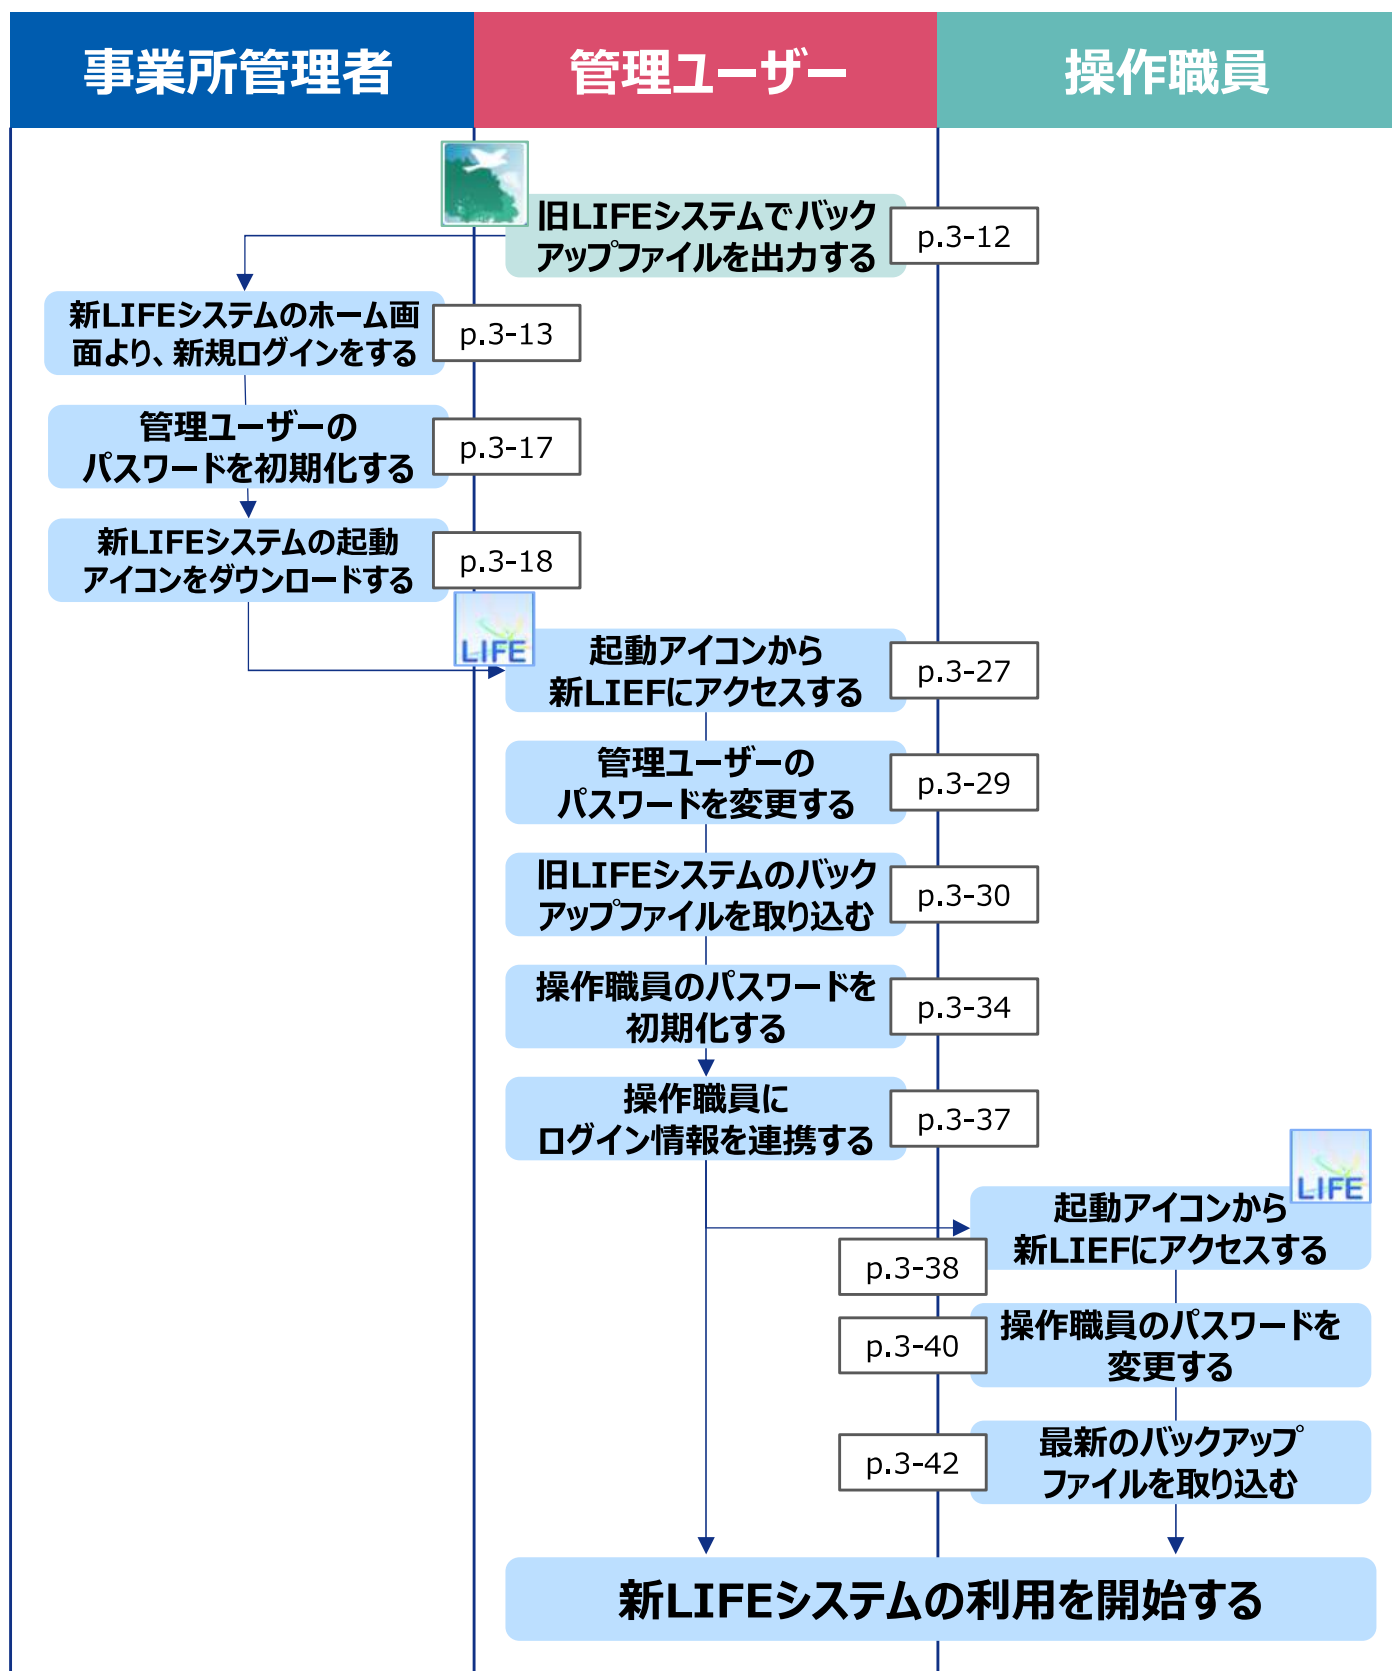 事業所管理者
管理ユーザー
操作職員
旧LIFEシステムでバック
アップファイルを出力する
p.3-12
新LIFEシステムのホーム画
面より、新規ログインをする
p.3-13
管理ユーザーの
パスワードを初期化する
p.3-17
新LIFEシステムの起動
アイコンをダウンロードする
p.3-18
LIFE
起動アイコンから
新LIEFにアクセスする
p.3-27
管理ユーザーの
パスワードを変更する
p.3-29
旧LIFEシステムのバック
アップファイルを取り込む
p.3-30
操作職員のパスワードを
初期化する
p.3-34
操作職員に
ログイン情報を連携する
p.3-37
LIFE
起動アイコンから
新LIEFにアクセスする
p.3-38
操作職員のパスワードを
変更する
p.3-40
最新のバックアップ
ファイルを取り込む
p.3-42
新LIFEシステムの利用を開始する